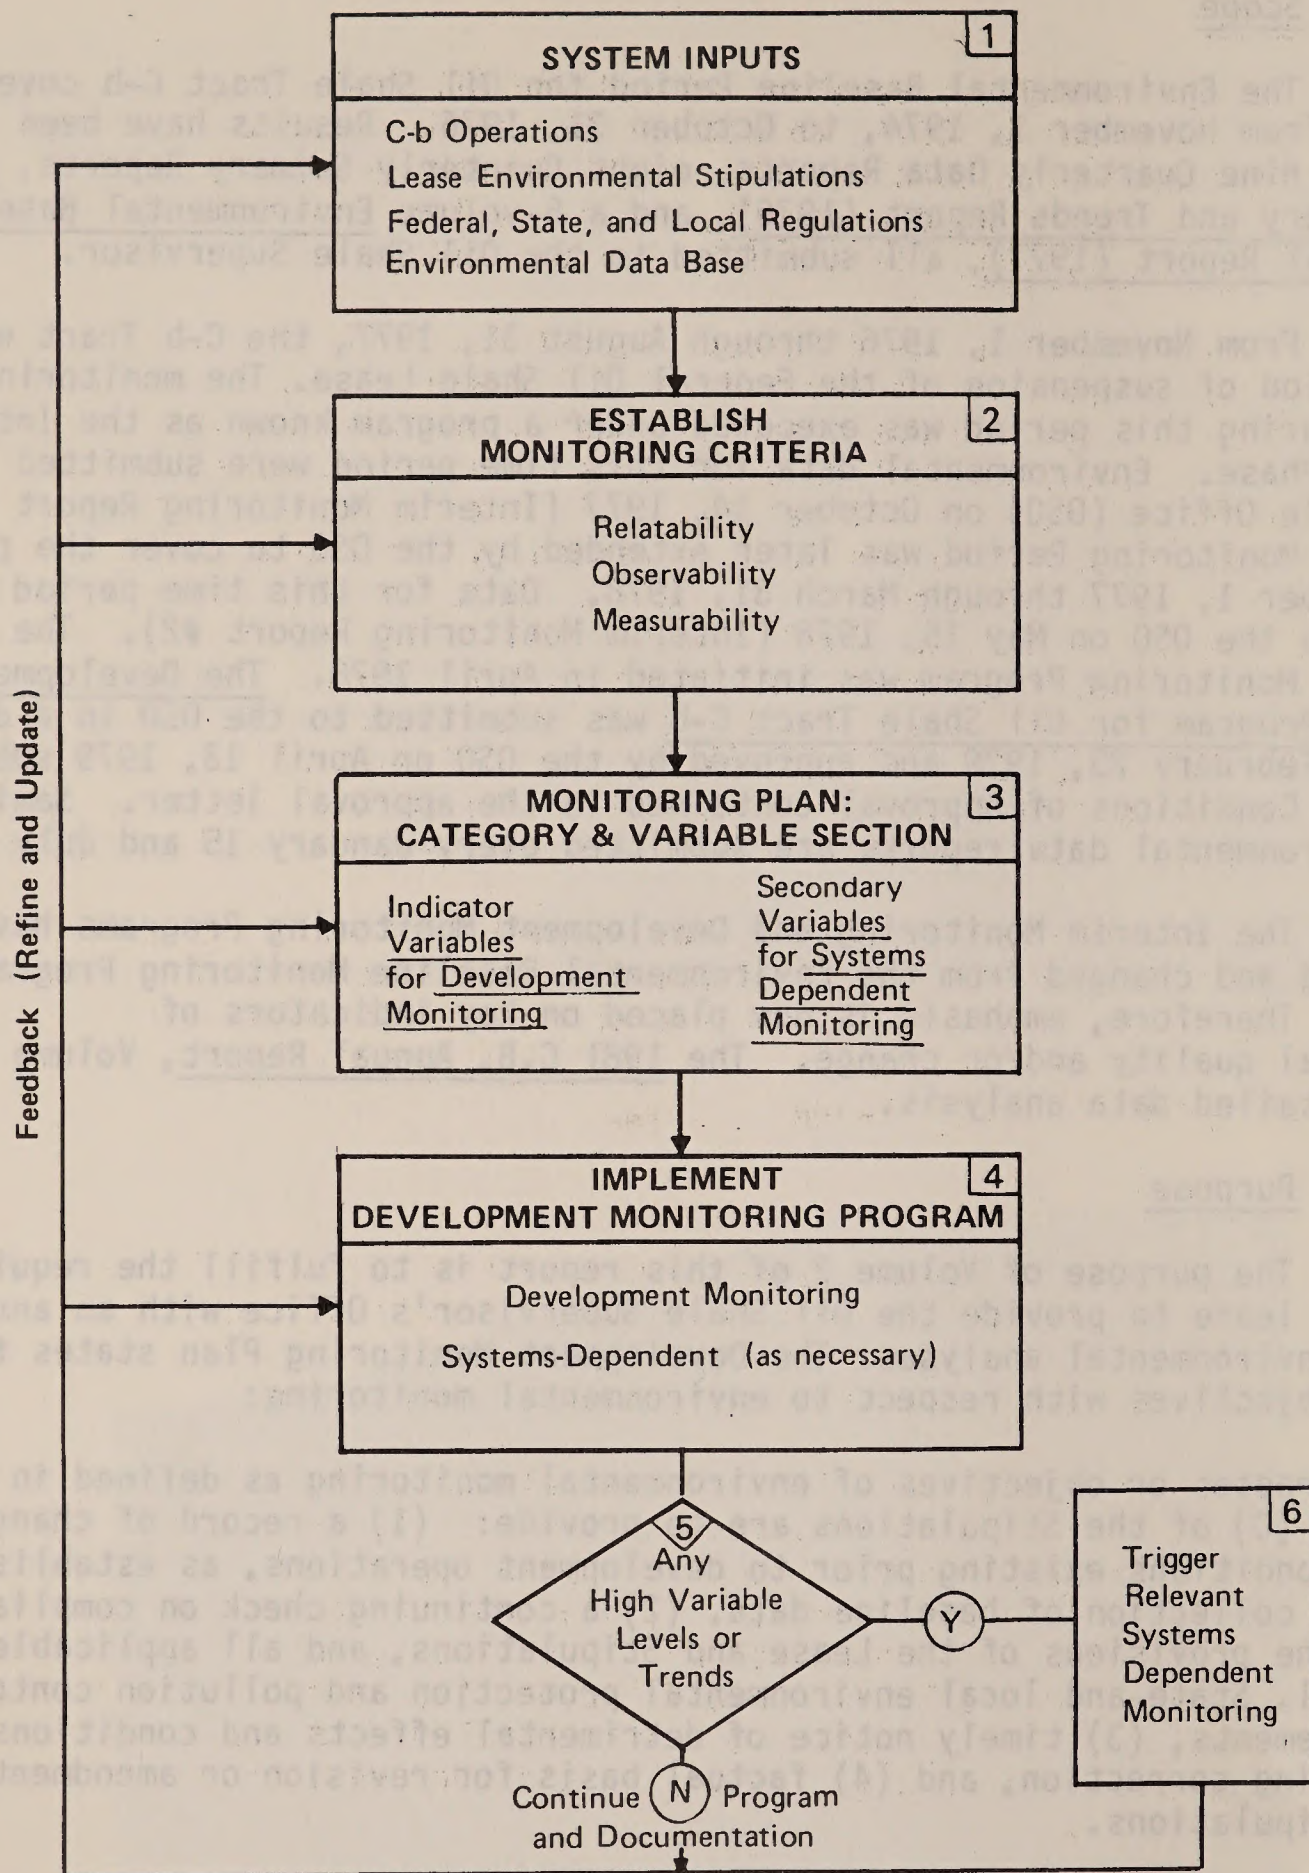 1
SYSTEM INPUTS
C-b Operations
Lease Environmental Stipulations
Federal, State, and Local Regulations
Environmental Data Base
2
ESTABLISH
MONITORING CRITERIA
Relatability
Observability
Measurability
Feedback (Refine and Update)
3
MONITORING PLAN:
CATEGORY & VARIABLE SECTION
Indicator
Variables
for Development
Monitoring
Secondary
Variables
for Systems
Dependent
Monitoring
4
IMPLEMENT
DEVELOPMENT MONITORING PROGRAM
Development Monitoring
Systems-Dependent (as necessary)
5
Any
High Variable
Levels or
Trends
Y
6
Trigger
Relevant
Systems
Dependent
Monitoring
Continue N Program
and Documentation